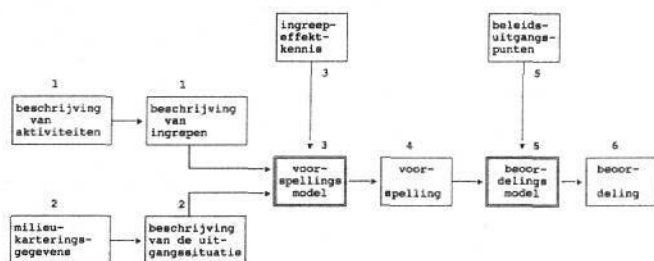 ingreep-
effekt-
kennis
3
beleids-
uitgangs-
punten
5
1
beschrijving
van
aktiviteiten
1
beschrijving
van
ingrepen
3
voor-
spellings
model
4
voor-
spelling
5
beoor-
delings
model
6
beoor-
deling
2
milieu-
karterings-
gegevens
2
beschrijving
van de uit-
gangssituatie